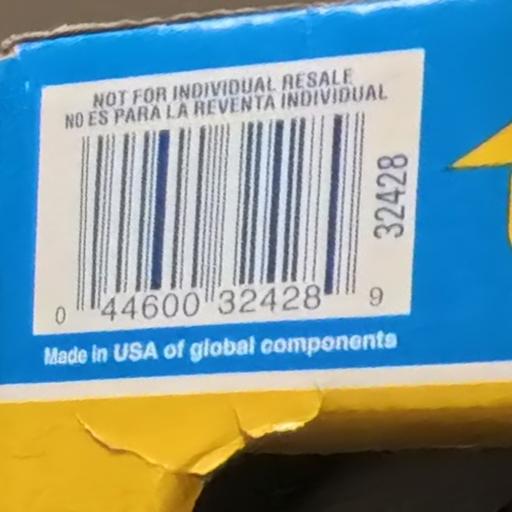 NOT FOR INDIVIDUAL RESALE
NO ES PARA LA REVENTA INDIVIDUAL
32428
0 44600 32428 9
Made in USA of global components